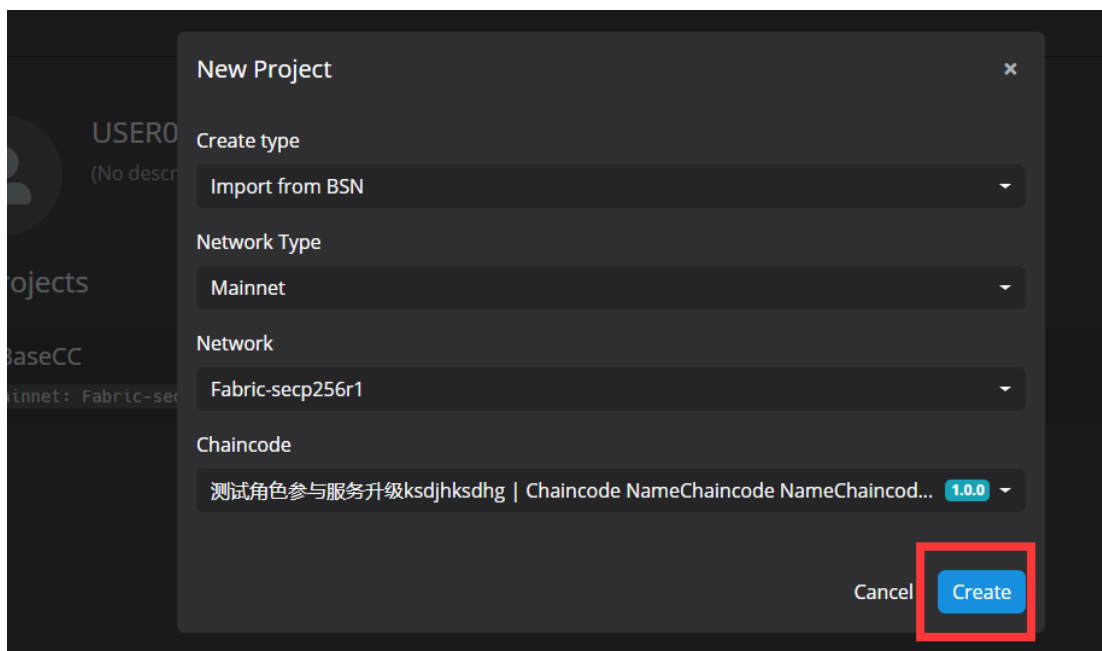 New Project
×
USER0
(No descr
Create type
Import from BSN
Network Type
Mainnet
ojects
Network
BaseCC
Fabric-secp256r1
ainnet: Fabric-sec
Chaincode
测试角色参与服务升级ksdjhksdhg | Chaincode NameChaincode NameChaincod... 1.0.0
Cancel
Create